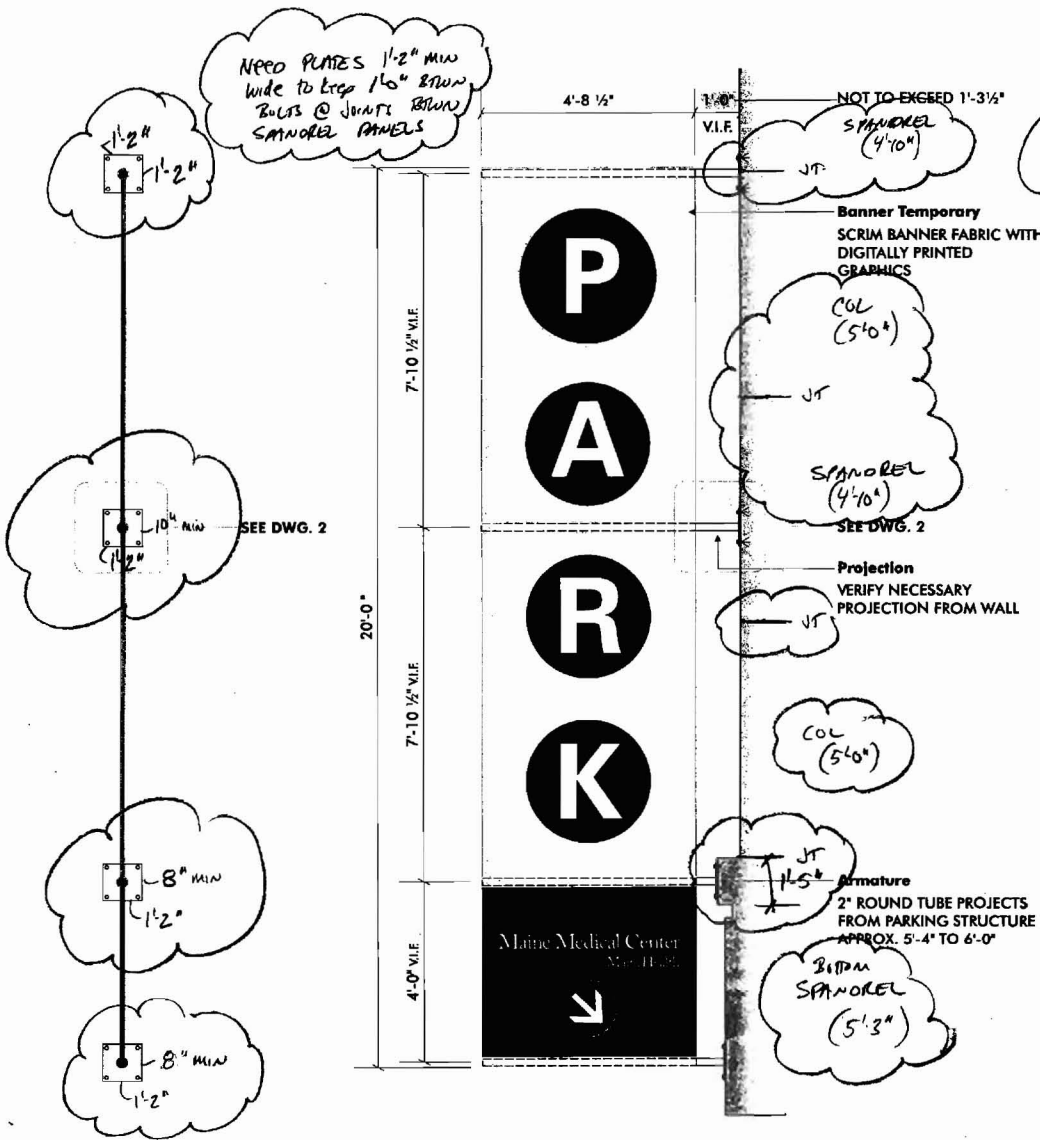 NEED PLATES 1'-2" MIN
wide to keep 1'-0" BTWN
BOLTS @ JOINTS BTWN
SPANDREL PANELS
1'-2"
1'-2"
10" MIN
1'-2"
SEE DWG. 2
8" MIN
1'-2"
8" MIN
1'-2"
4'-8 ½"
1'-0"
V.I.F.
NOT TO EXCEED 1'-3½"
SPANDREL
(4'-10")
JT
20'-0"
7'-10 ½" V.I.F.
7'-10 ½" V.I.F.
4'-0" V.I.F.
P
A
R
K
Maine Medical Center
Banner Temporary
SCRIM BANNER FABRIC WITH
DIGITALLY PRINTED
GRAPHICS
COL
(5'-0")
JT
SPANDREL
(4'-10")
SEE DWG. 2
Projection
VERIFY NECESSARY
PROJECTION FROM WALL
JT
COL
(5'-0")
JT
1'-5"
Armature
2" ROUND TUBE PROJECTS
FROM PARKING STRUCTURE
APPROX. 5'-4" TO 6'-0"
BOTTOM
SPANDREL
(5'-3")